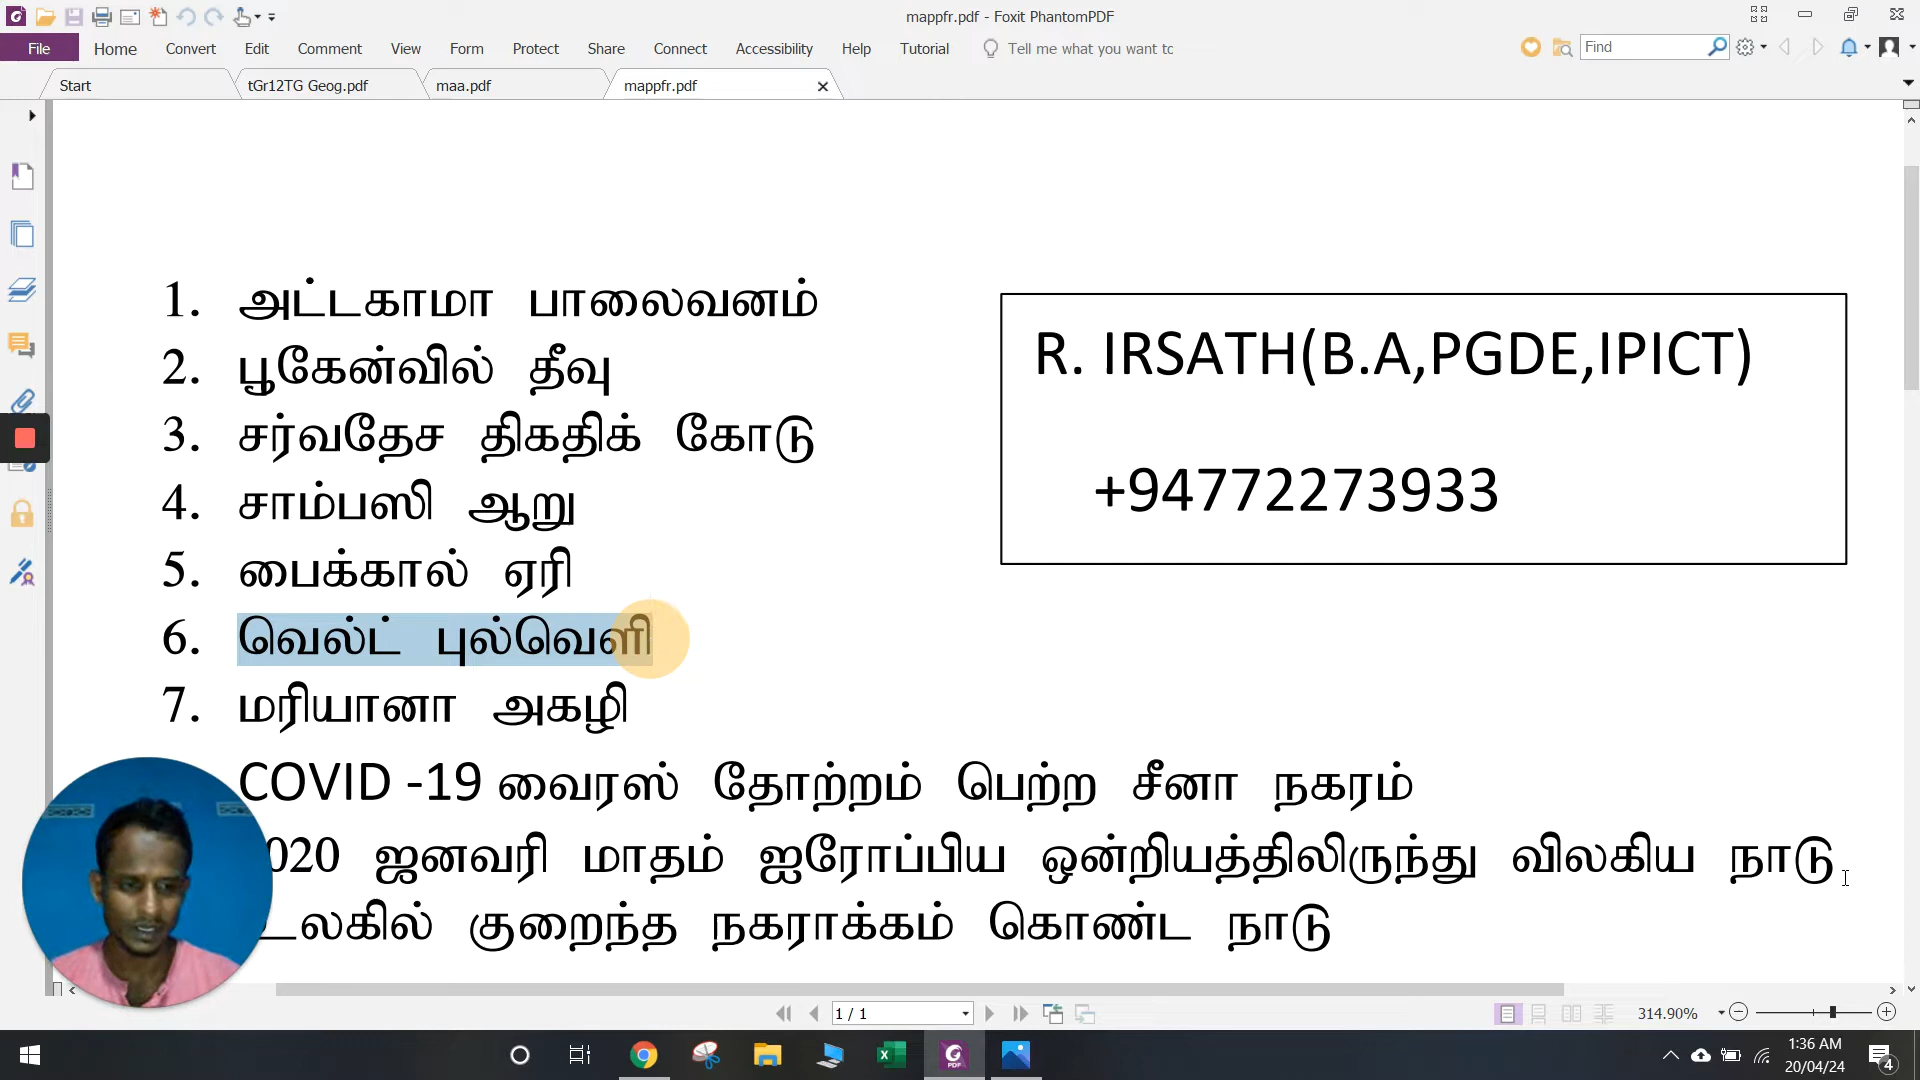 mappfr.pdf - Foxit PhantomPDF
File Home Convert Edit Comment View Form Protect Share Connect Accessibility Help Tutorial Tell me what you want tc Find
Start tGr12TG Geog.pdf maa.pdf mappfr.pdf
1. அட்டகாமா பாலைவனம்
2. பூகேன்வில் தீவு
3. சர்வதேச திகதிக் கோடு
4. சாம்பஸி ஆறு
5. பைக்கால் ஏரி
6. வெல்ட் புல்வெளி
7. மரியானா அகழி
COVID -19 வைரஸ் தோற்றம் பெற்ற சீனா நகரம்
2020 ஜனவரி மாதம் ஐரோப்பிய ஒன்றியத்திலிருந்து விலகிய நாடு
உலகில் குறைந்த நகராக்கம் கொண்ட நாடு
R. IRSATH(B.A,PGDE,IPICT)
+94772273933
1 / 1
314.90%
1:36 AM
20/04/24
4